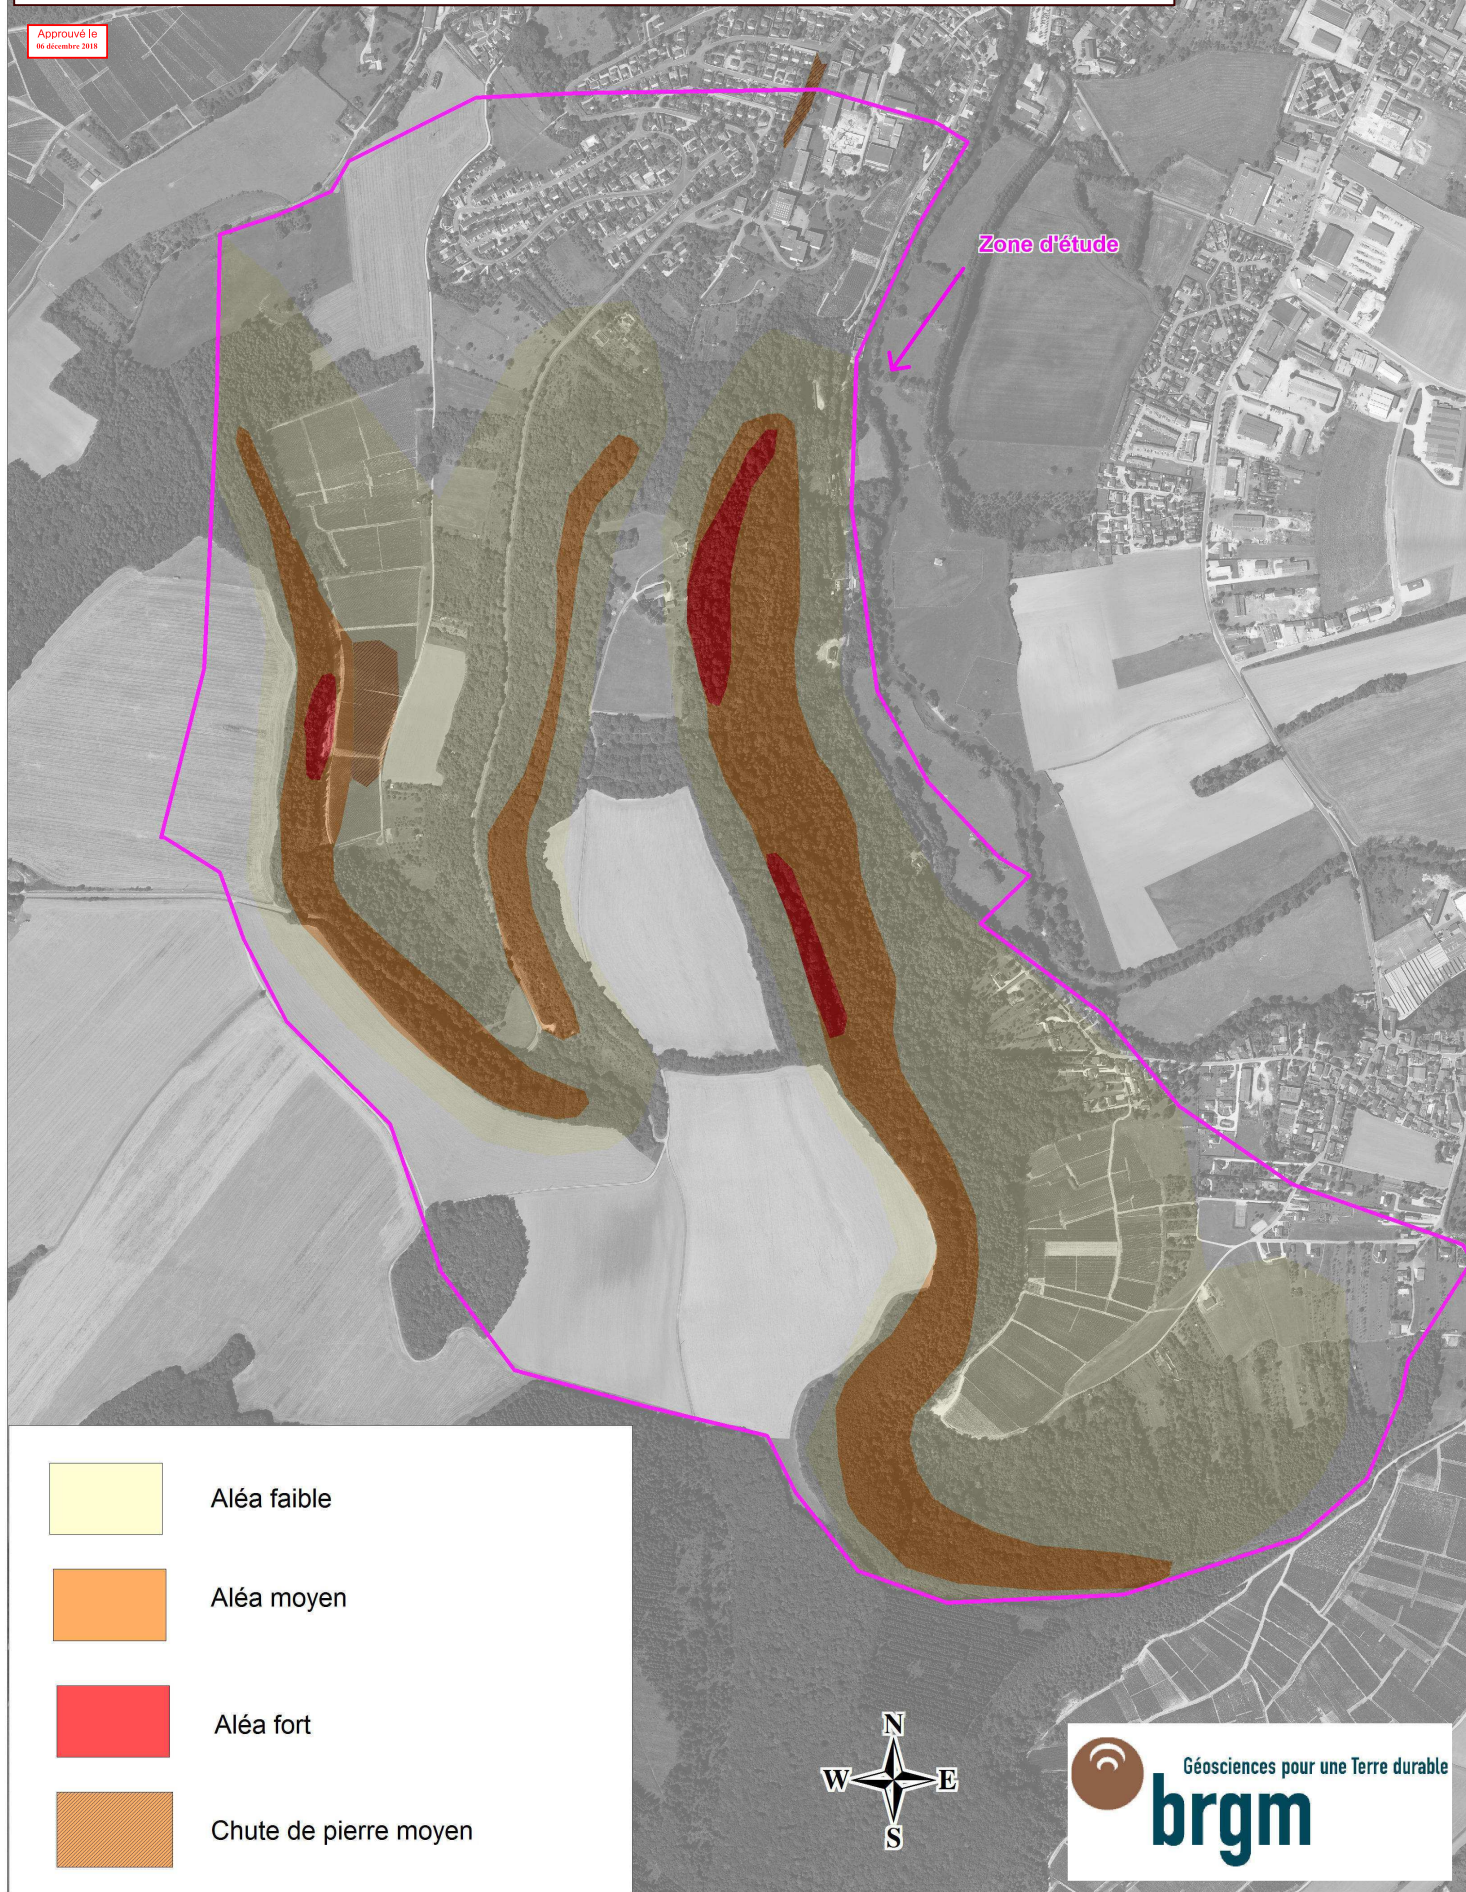 Approuvé le
06 décembre 2018
Zone d'étude
Aléa faible
Aléa moyen
Aléa fort
Chute de pierre moyen
N
W E
S
Géosciences pour une Terre durable
brgm